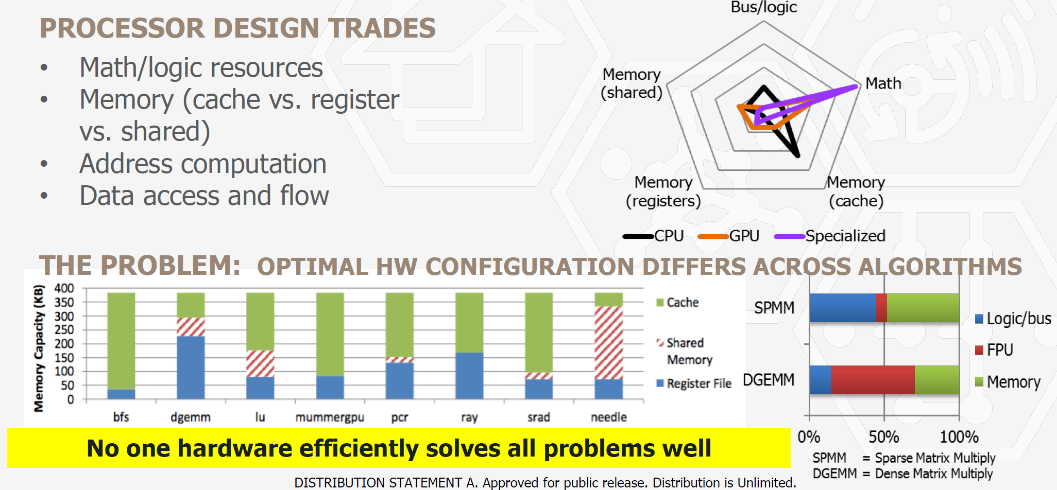 PROCESSOR DESIGN TRADES
• Math/logic resources
• Memory (cache vs. register
vs. shared)
• Address computation
• Data access and flow
Bus/logic
Memory
(shared)
Math
Memory
(registers)
Memory
(cache)
CPU GPU Specialized
THE PROBLEM: OPTIMAL HW CONFIGURATION DIFFERS ACROSS ALGORITHMS
Memory Capacity (KB)
400
350
300
250
200
150
100
50
0
bfs dgemm lu mummergpu pcr ray srad needle
Cache
Shared
Memory
Register File
SPMM
DGEMM
0% 50% 100%
Logic/bus
FPU
Memory
SPMM = Sparse Matrix Multiply
DGEMM = Dense Matrix Multiply
No one hardware efficiently solves all problems well
DISTRIBUTION STATEMENT A. Approved for public release. Distribution is Unlimited.